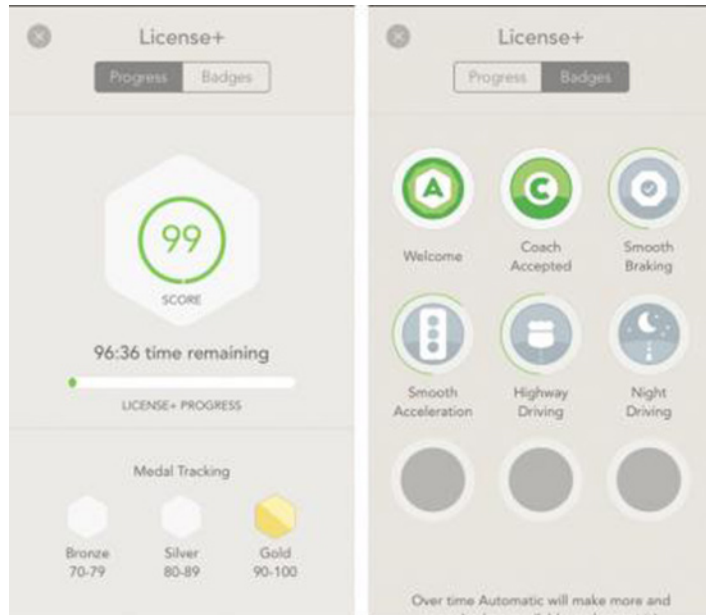 License+
Progress
Badges
99
SCORE
96:36 time remaining
LICENSE+ PROGRESS
Medal Tracking
Bronze
70-79
Silver
80-89
Gold
90-100
License+
Progress
Badges
A
C
Welcome
Coach
Accepted
Smooth
Braking
Smooth
Acceleration
Highway
Driving
Night
Driving
Over time Automatic will make more and